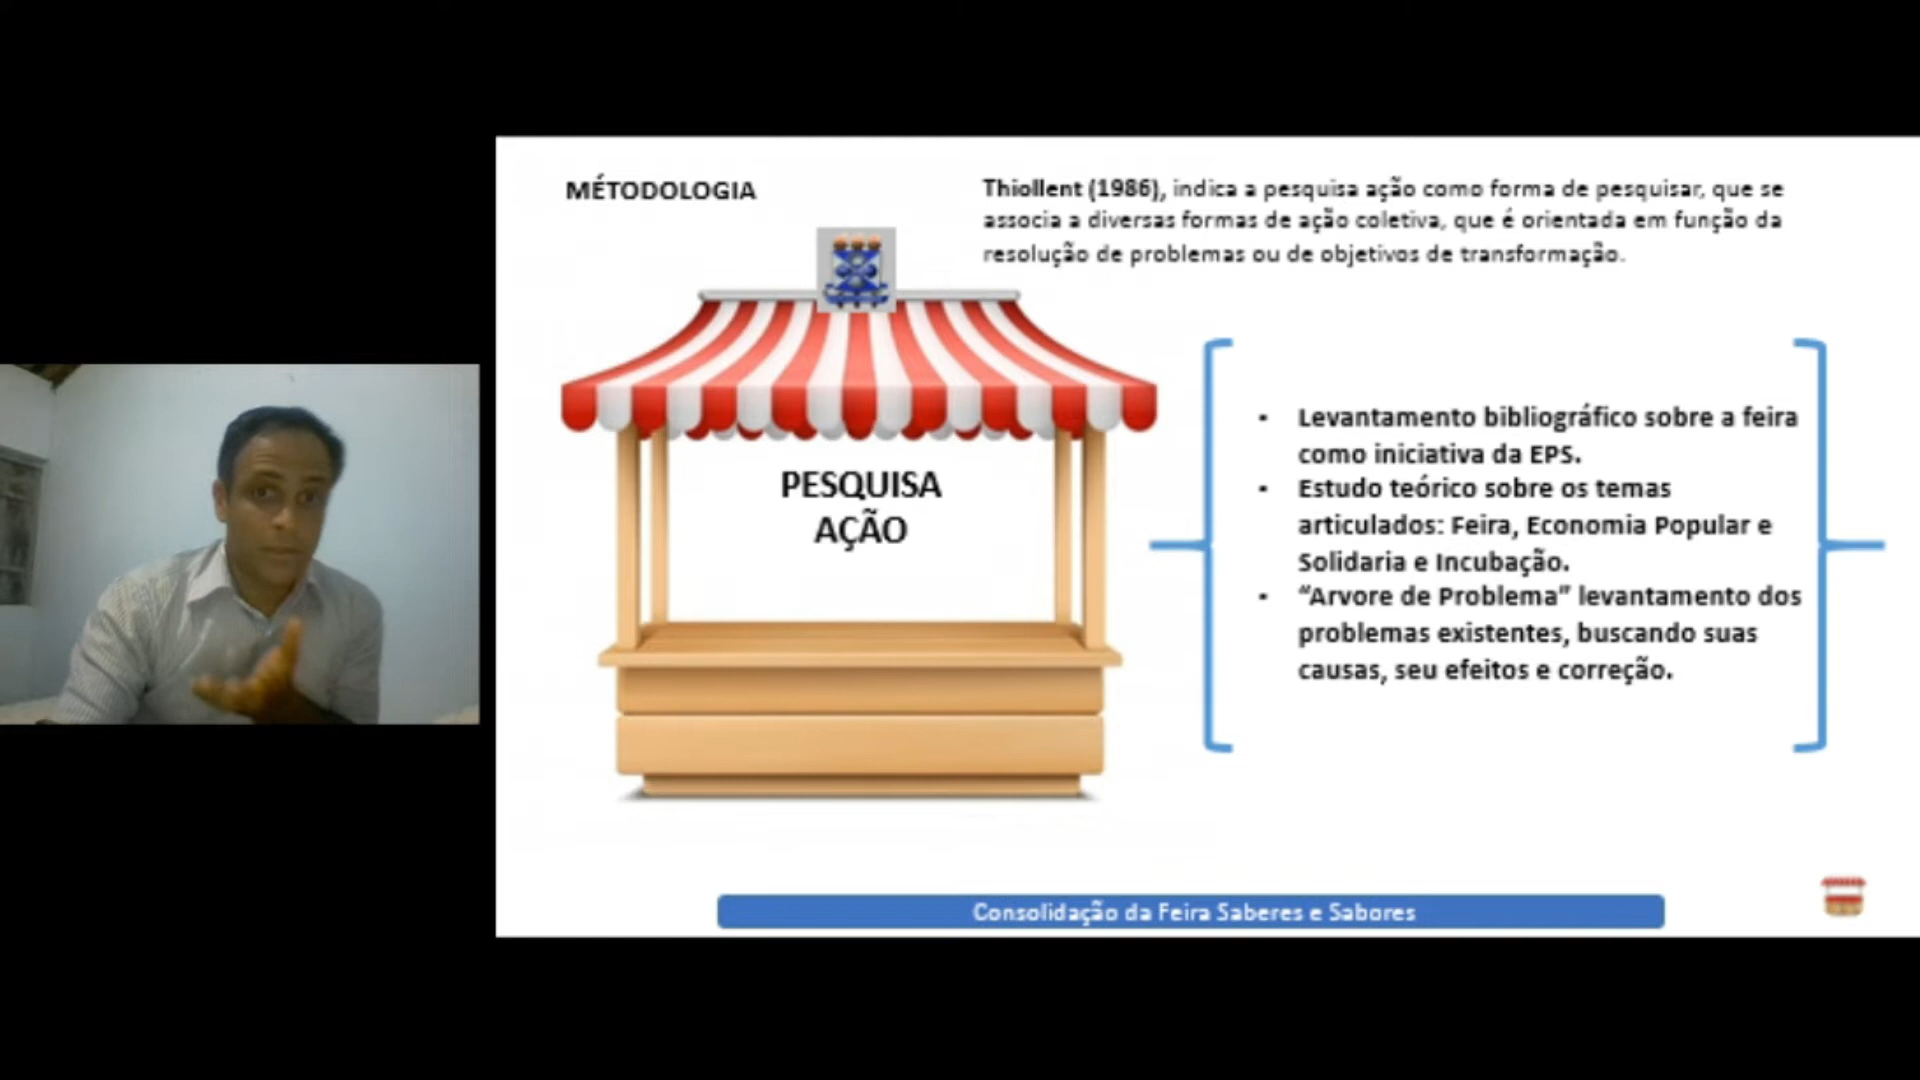 MÉTODOLOGIA
Thiollent (1986), indica a pesquisa ação como forma de pesquisar, que se
associa a diversas formas de ação coletiva, que é orientada em função da
resolução de problemas ou de objetivos de transformação.
PESQUISA
AÇÃO
▪ Levantamento bibliográfico sobre a feira
como iniciativa da EPS.
▪ Estudo teórico sobre os temas
articulados: Feira, Economia Popular e
Solidaria e Incubação.
▪ “Arvore de Problema” levantamento dos
problemas existentes, buscando suas
causas, seu efeitos e correção.
Consolidação da Feira Saberes e Sabores